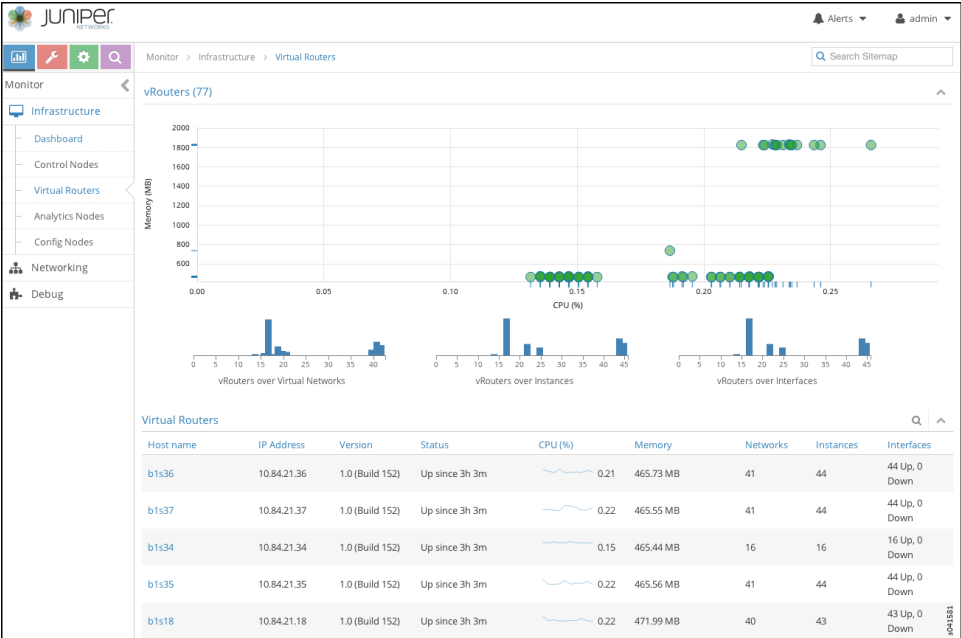 JUNIPER
NETWORKS
Alerts
admin
Monitor > Infrastructure > Virtual Routers
Search Sitemap
Monitor
Infrastructure
Dashboard
Control Nodes
Virtual Routers
Analytics Nodes
Config Nodes
Networking
Debug
vRouters (77)
Memory (MB)
2000
1800
1600
1400
1200
1000
800
600
0.00 0.05 0.10 0.15 0.20 0.25
CPU (%)
0 5 10 15 20 25 30 35 40
vRouters over Virtual Networks
0 5 10 15 20 25 30 35 40 45
vRouters over Instances
0 5 10 15 20 25 30 35 40 45
vRouters over Interfaces
Virtual Routers
Host name IP Address Version Status CPU (%) Memory Networks Instances Interfaces
b1s36 10.84.21.36 1.0 (Build 152) Up since 3h 3m 0.21 465.73 MB 41 44 44 Up, 0
Down
b1s37 10.84.21.37 1.0 (Build 152) Up since 3h 3m 0.22 465.55 MB 41 44 44 Up, 0
Down
b1s34 10.84.21.34 1.0 (Build 152) Up since 3h 3m 0.15 465.44 MB 16 16 16 Up, 0
Down
b1s35 10.84.21.35 1.0 (Build 152) Up since 3h 3m 0.22 465.56 MB 41 44 44 Up, 0
Down
b1s18 10.84.21.18 1.0 (Build 152) Up since 3h 3m 0.22 471.99 MB 40 43 43 Up, 0
Down
s041581